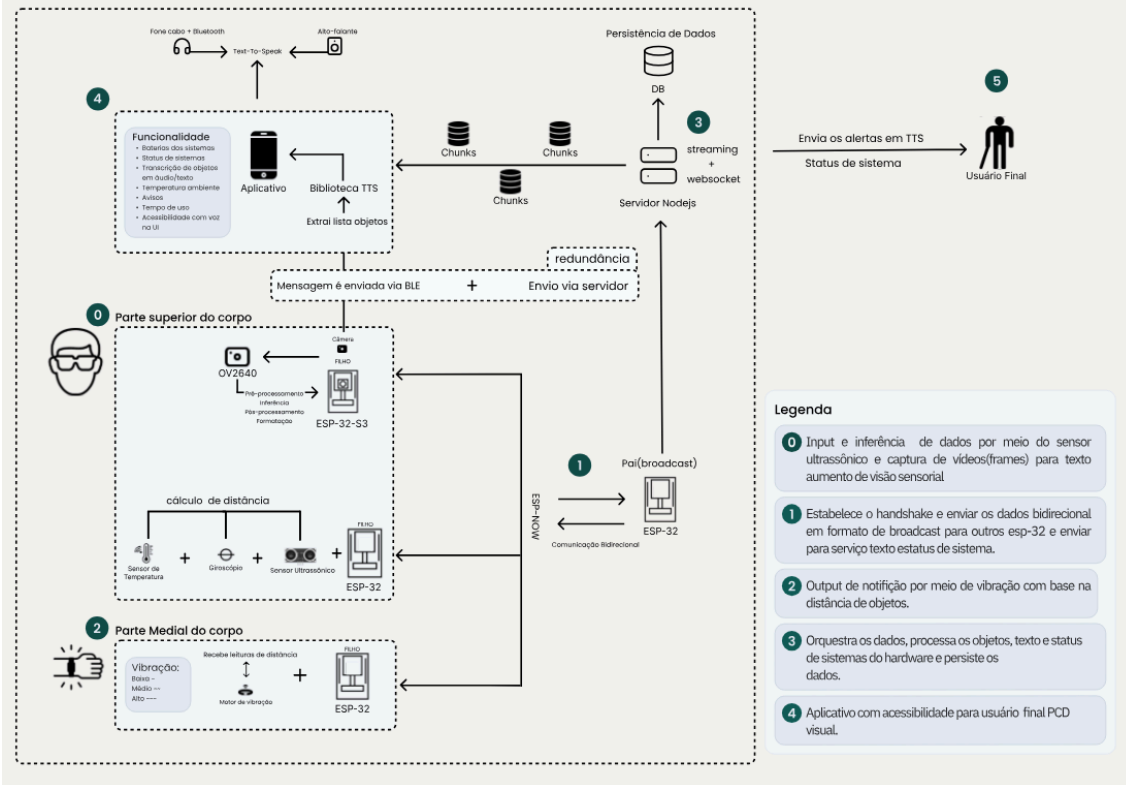 Fone cabo + Bluetooth
Text-To-Speak
Alto-falante
4
Funcionalidade
• Baterias dos sistemas
• Status de sistemas
• Transcrição de objetos
em áudio/texto
• Temperatura ambiente
• Avisos
• Tempo de uso
• Acessibilidade com voz
na UI
Aplicativo
Biblioteca TTS
Extrai lista objetos
Chunks
Chunks
Chunks
Persistência de Dados
DB
3
streaming
+
websocket
Servidor Nodejs
Envia os alertas em TTS
Status de sistema
5
Usuário Final
redundância
Mensagem é enviada via BLE
+
Envio via servidor
0
Parte superior do corpo
Câmera
FILHO
OV2640
Pré-processamento
Inferência
Pós-processamento
Formatação
ESP-32-S3
cálculo de distância
Sensor de
Temperatura
+
Giroscópio
+
Sensor Ultrassônico
+
FILHO
ESP-32
1
ESP-NOW
Comunicação Bidirecional
Pai(broadcast)
ESP-32
2
Parte Medial do corpo
Vibração:
Baixa -
Médio --
Alto ---
Recebe leituras de distância
Motor de vibração
+
FILHO
ESP-32
Legenda
0 Input e inferência de dados por meio do sensor
ultrassônico e captura de vídeos(frames) para texto
aumento de visão sensorial
1 Estabelece o handshake e enviar os dados bidirecional
em formato de broadcast para outros esp-32 e enviar
para serviço texto estatus de sistema.
2 Output de notifição por meio de vibração com base na
distância de objetos.
3 Orquestra os dados, processa os objetos, texto e status
de sistemas do hardware e persiste os
dados.
4 Aplicativo com acessibilidade para usuário final PCD
visual.